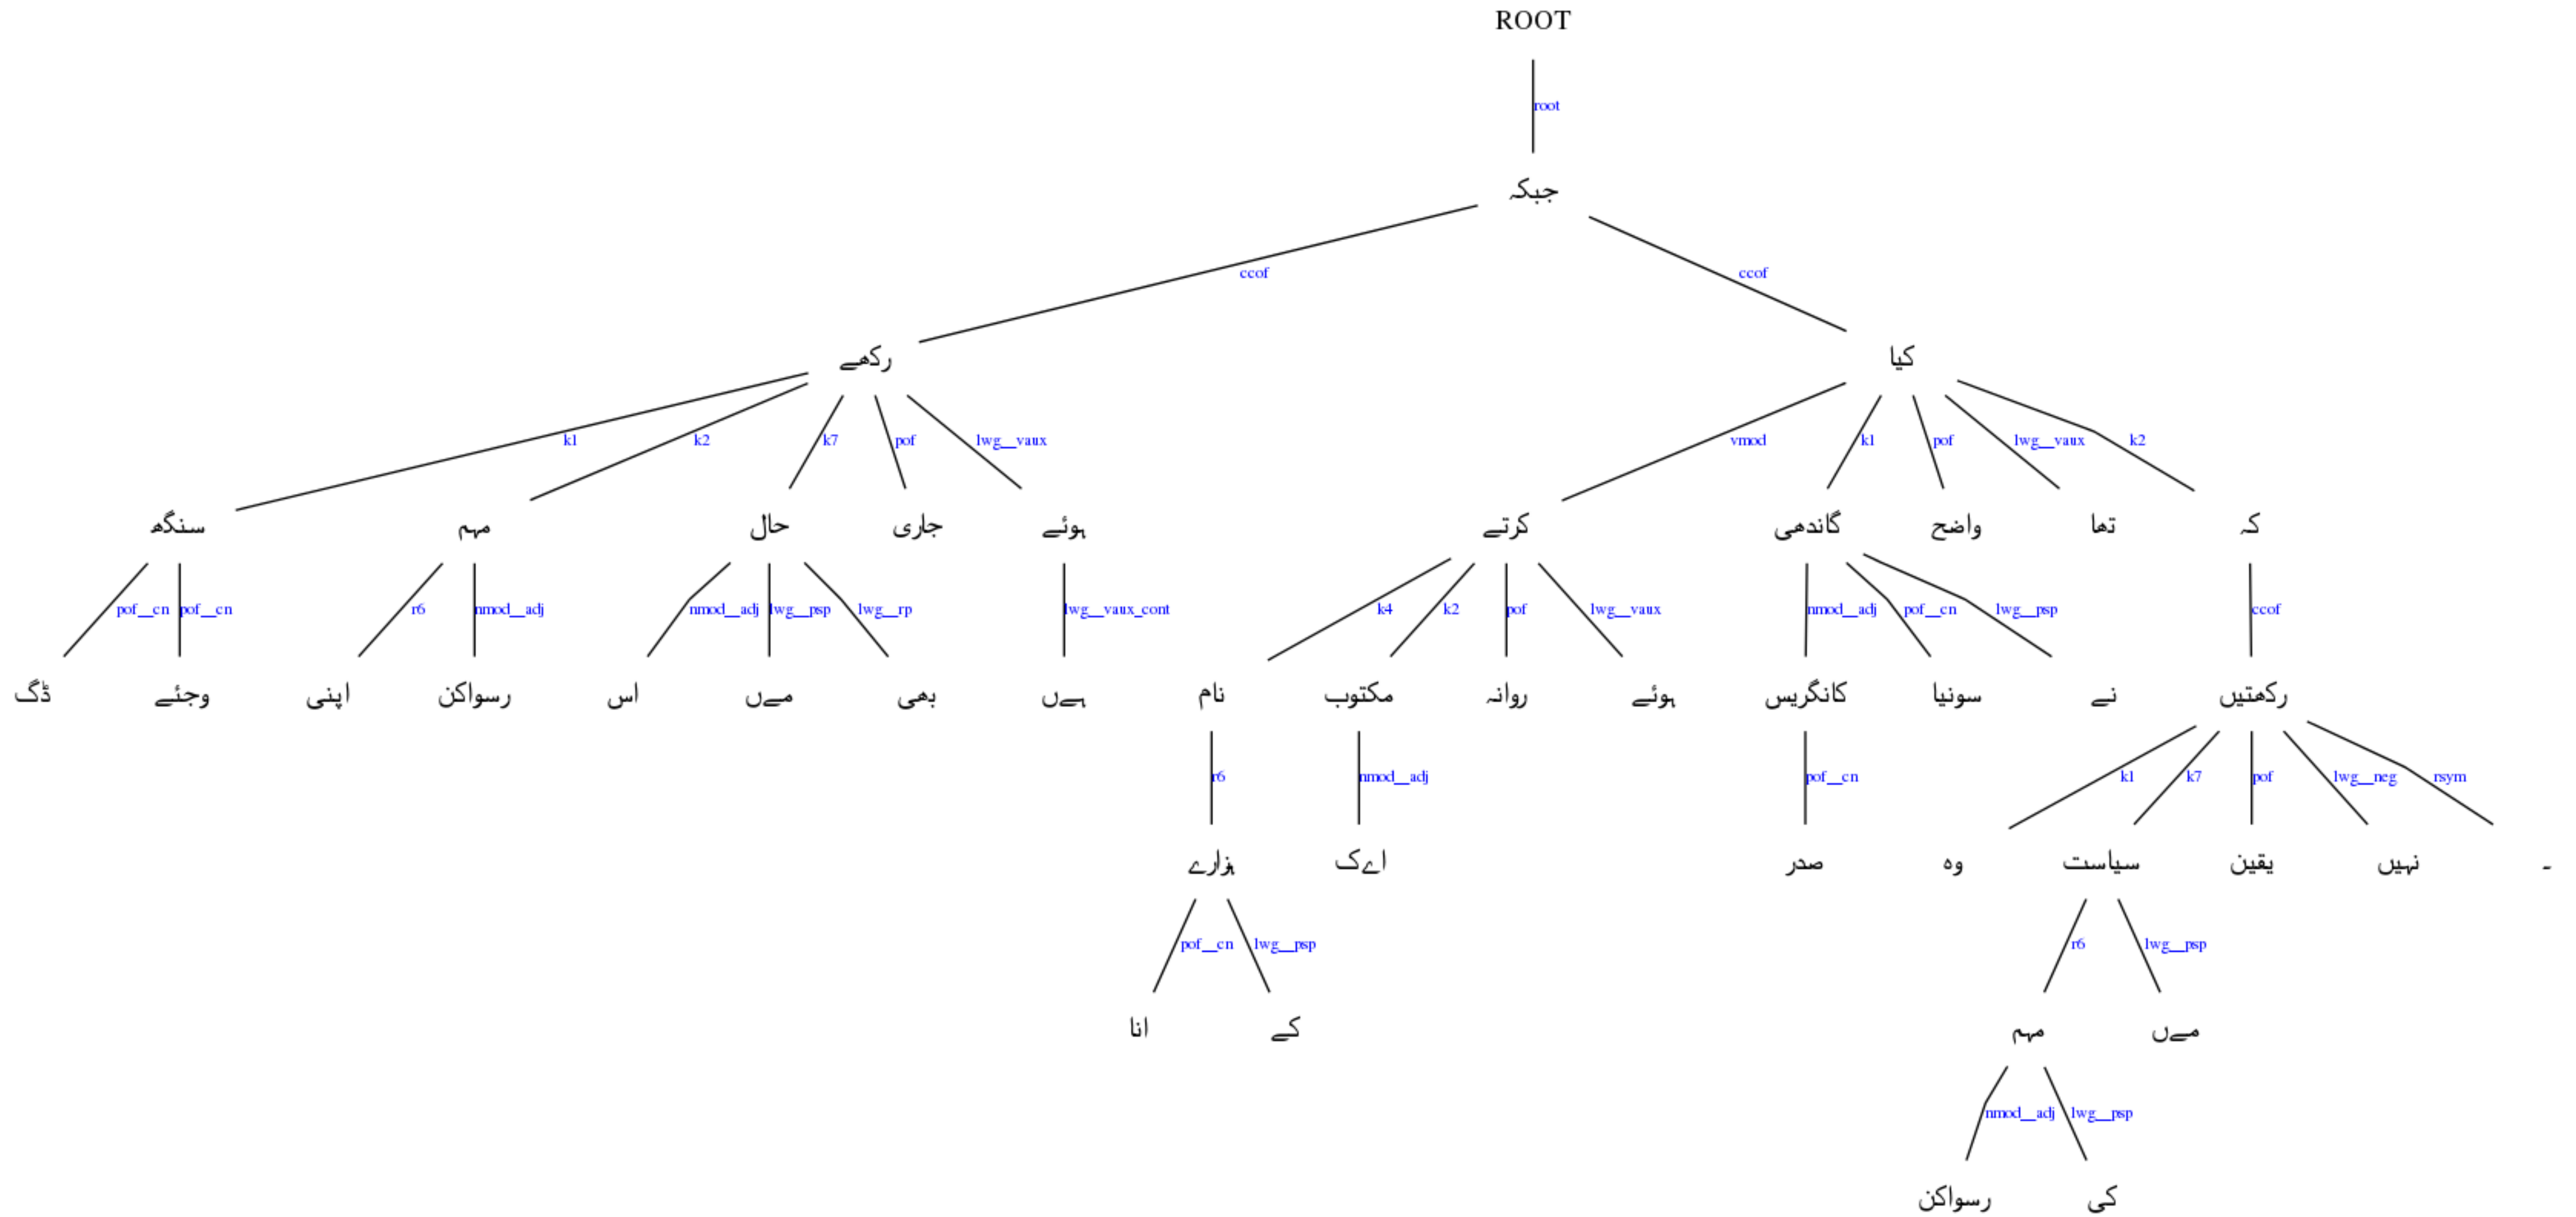 ROOT
root
جبکہ
ccof ccof
رکھے کیا
k1 k2 k7 pof lwg__vaux vmod k1 pof lwg__vaux k2
سنگھ مہم حال جاری ہوئے کرتے گاندھی واضح تھا کہ
pof__cn pof__cn r6 nmod__adj nmod__adj lwg__psp lwg__rp lwg__vaux_cont k4 k2 pof lwg__vaux nmod__adj pof__cn lwg__psp ccof
ڈگ وجئے اپنی رسواکن اس مےں بھی ہےں نام مکتوب روانہ ہوئے کانگریس سونیا نے رکھتیں
r6 nmod__adj pof__cn k1 k7 pof lwg__neg rsym
ہزارے اےک صدر وہ سیاست یقین نہیں ۔
pof__cn lwg__psp r6 lwg__psp
انا کے مہم مےں
nmod__adj lwg__psp
رسواکن کی